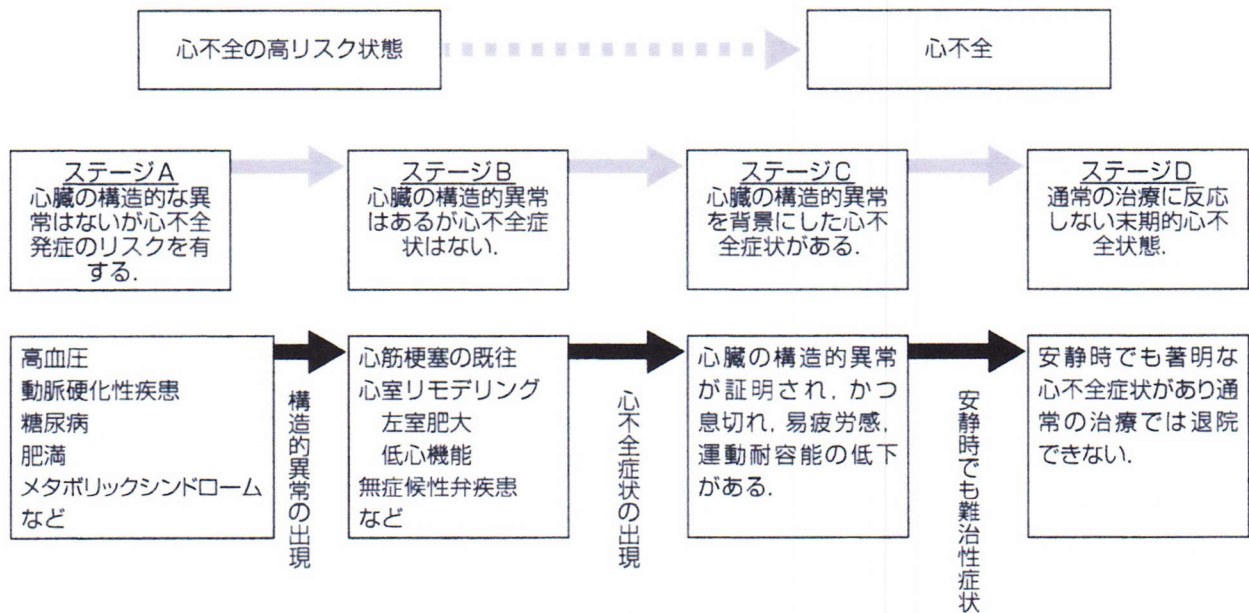 心不全の高リスク状態
心不全
ステージA
心臓の構造的な異
常はないが心不全
発症のリスクを有
する.
ステージB
心臓の構造的異常
はあるが心不全症
状はない.
ステージC
心臓の構造的異常
を背景にした心不
全症状がある.
ステージD
通常の治療に反応
しない末期的心不
全状態.
高血圧
動脈硬化性疾患
糖尿病
肥満
メタボリックシンドローム
など
構造的異常の出現
心筋梗塞の既往
心室リモデリング
左室肥大
低心機能
無症候性弁疾患
など
心不全症状の出現
心臓の構造的異常
が証明され,かつ
息切れ,易疲労感,
運動耐容能の低下
がある.
安静時でも難治性症状
安静時でも著明な
心不全症状があり通
常の治療では退院
できない.